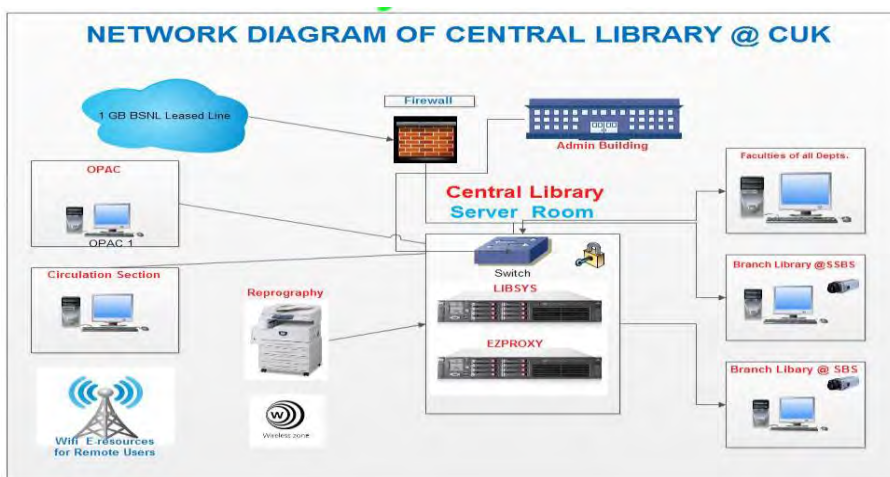 NETWORK DIAGRAM OF CENTRAL LIBRARY @ CUK
1 GB BSNL Leased Line
Firewall
Admin Building
OPAC
OPAC 1
Faculties of all Depts.
Central Library
Server Room
Switch
Circulation Section
Reprography
LIBSYS
EZPROXY
Branch Library @SSBS
Branch Libary @ SBS
Wifi E-resources
for Remote Users
Wireless zone